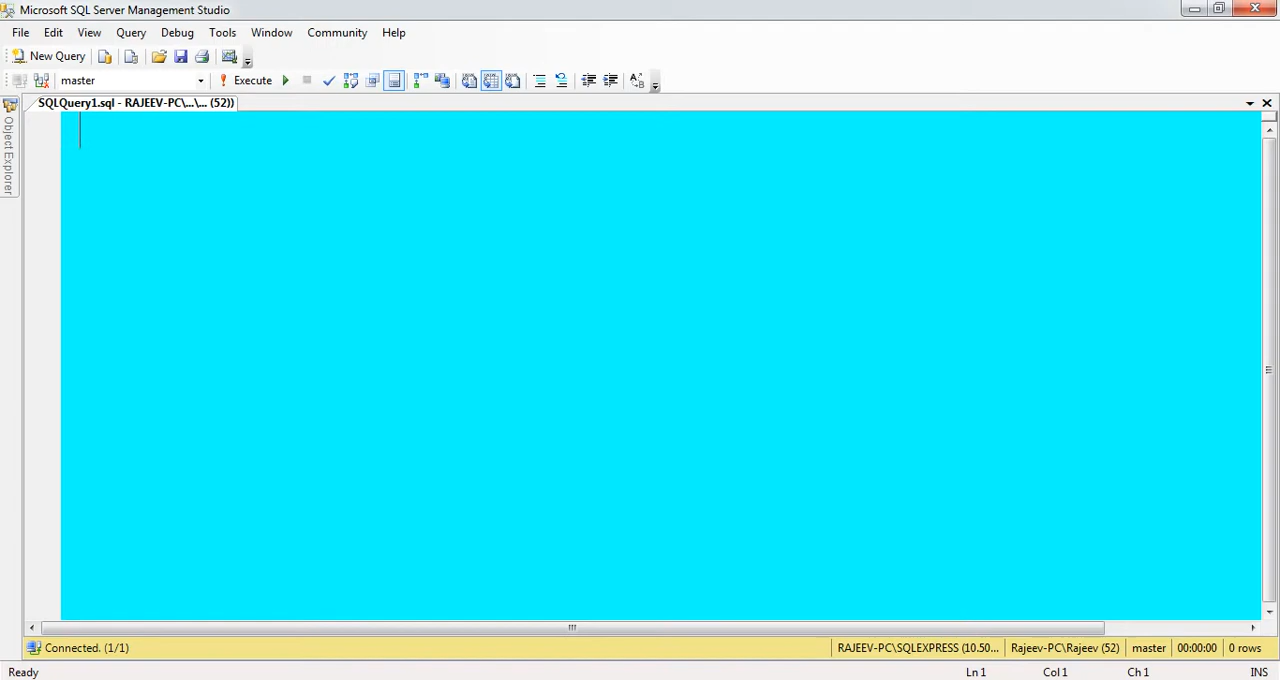 Microsoft SQL Server Management Studio
File Edit View Query Debug Tools Window Community Help
New Query
master Execute
SQLQuery1.sql - RAJEEV-PC\...\... (52))
Object Explorer
Connected. (1/1) RAJEEV-PC\SQLEXPRESS (10.50... Rajeev-PC\Rajeev (52) master 00:00:00 0 rows
Ready Ln 1 Col 1 Ch 1 INS